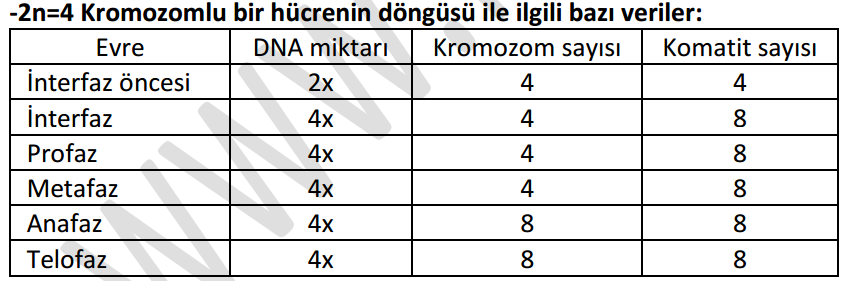 -2n=4 Kromozomlu bir hücrenin döngüsü ile ilgili bazı veriler:
Evre DNA miktarı Kromozom sayısı Komatit sayısı
İnterfaz öncesi 2x 4 4
İnterfaz 4x 4 8
Profaz 4x 4 8
Metafaz 4x 4 8
Anafaz 4x 8 8
Telofaz 4x 8 8